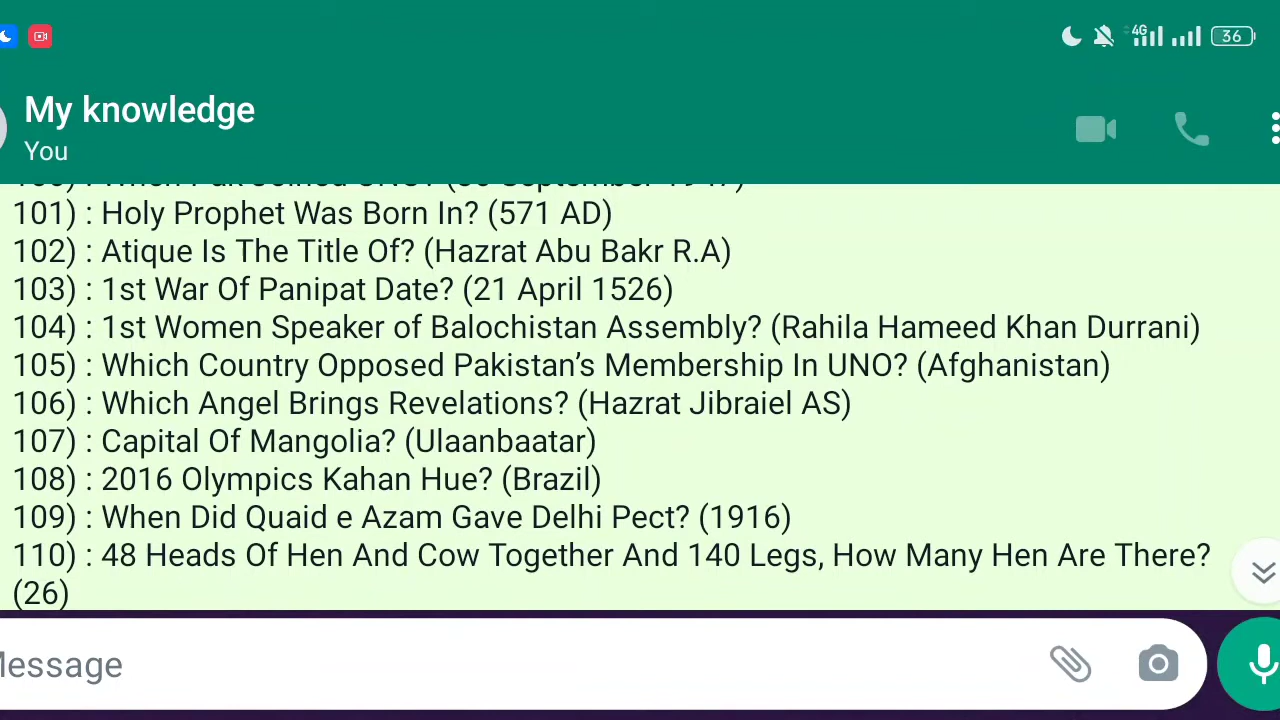 4G
36
My knowledge
You
101) : Holy Prophet Was Born In? (571 AD)
102) : Atique Is The Title Of? (Hazrat Abu Bakr R.A)
103) : 1st War Of Panipat Date? (21 April 1526)
104) : 1st Women Speaker of Balochistan Assembly? (Rahila Hameed Khan Durrani)
105) : Which Country Opposed Pakistan’s Membership In UNO? (Afghanistan)
106) : Which Angel Brings Revelations? (Hazrat Jibraiel AS)
107) : Capital Of Mangolia? (Ulaanbaatar)
108) : 2016 Olympics Kahan Hue? (Brazil)
109) : When Did Quaid e Azam Gave Delhi Pect? (1916)
110) : 48 Heads Of Hen And Cow Together And 140 Legs, How Many Hen Are There?
(26)
Message